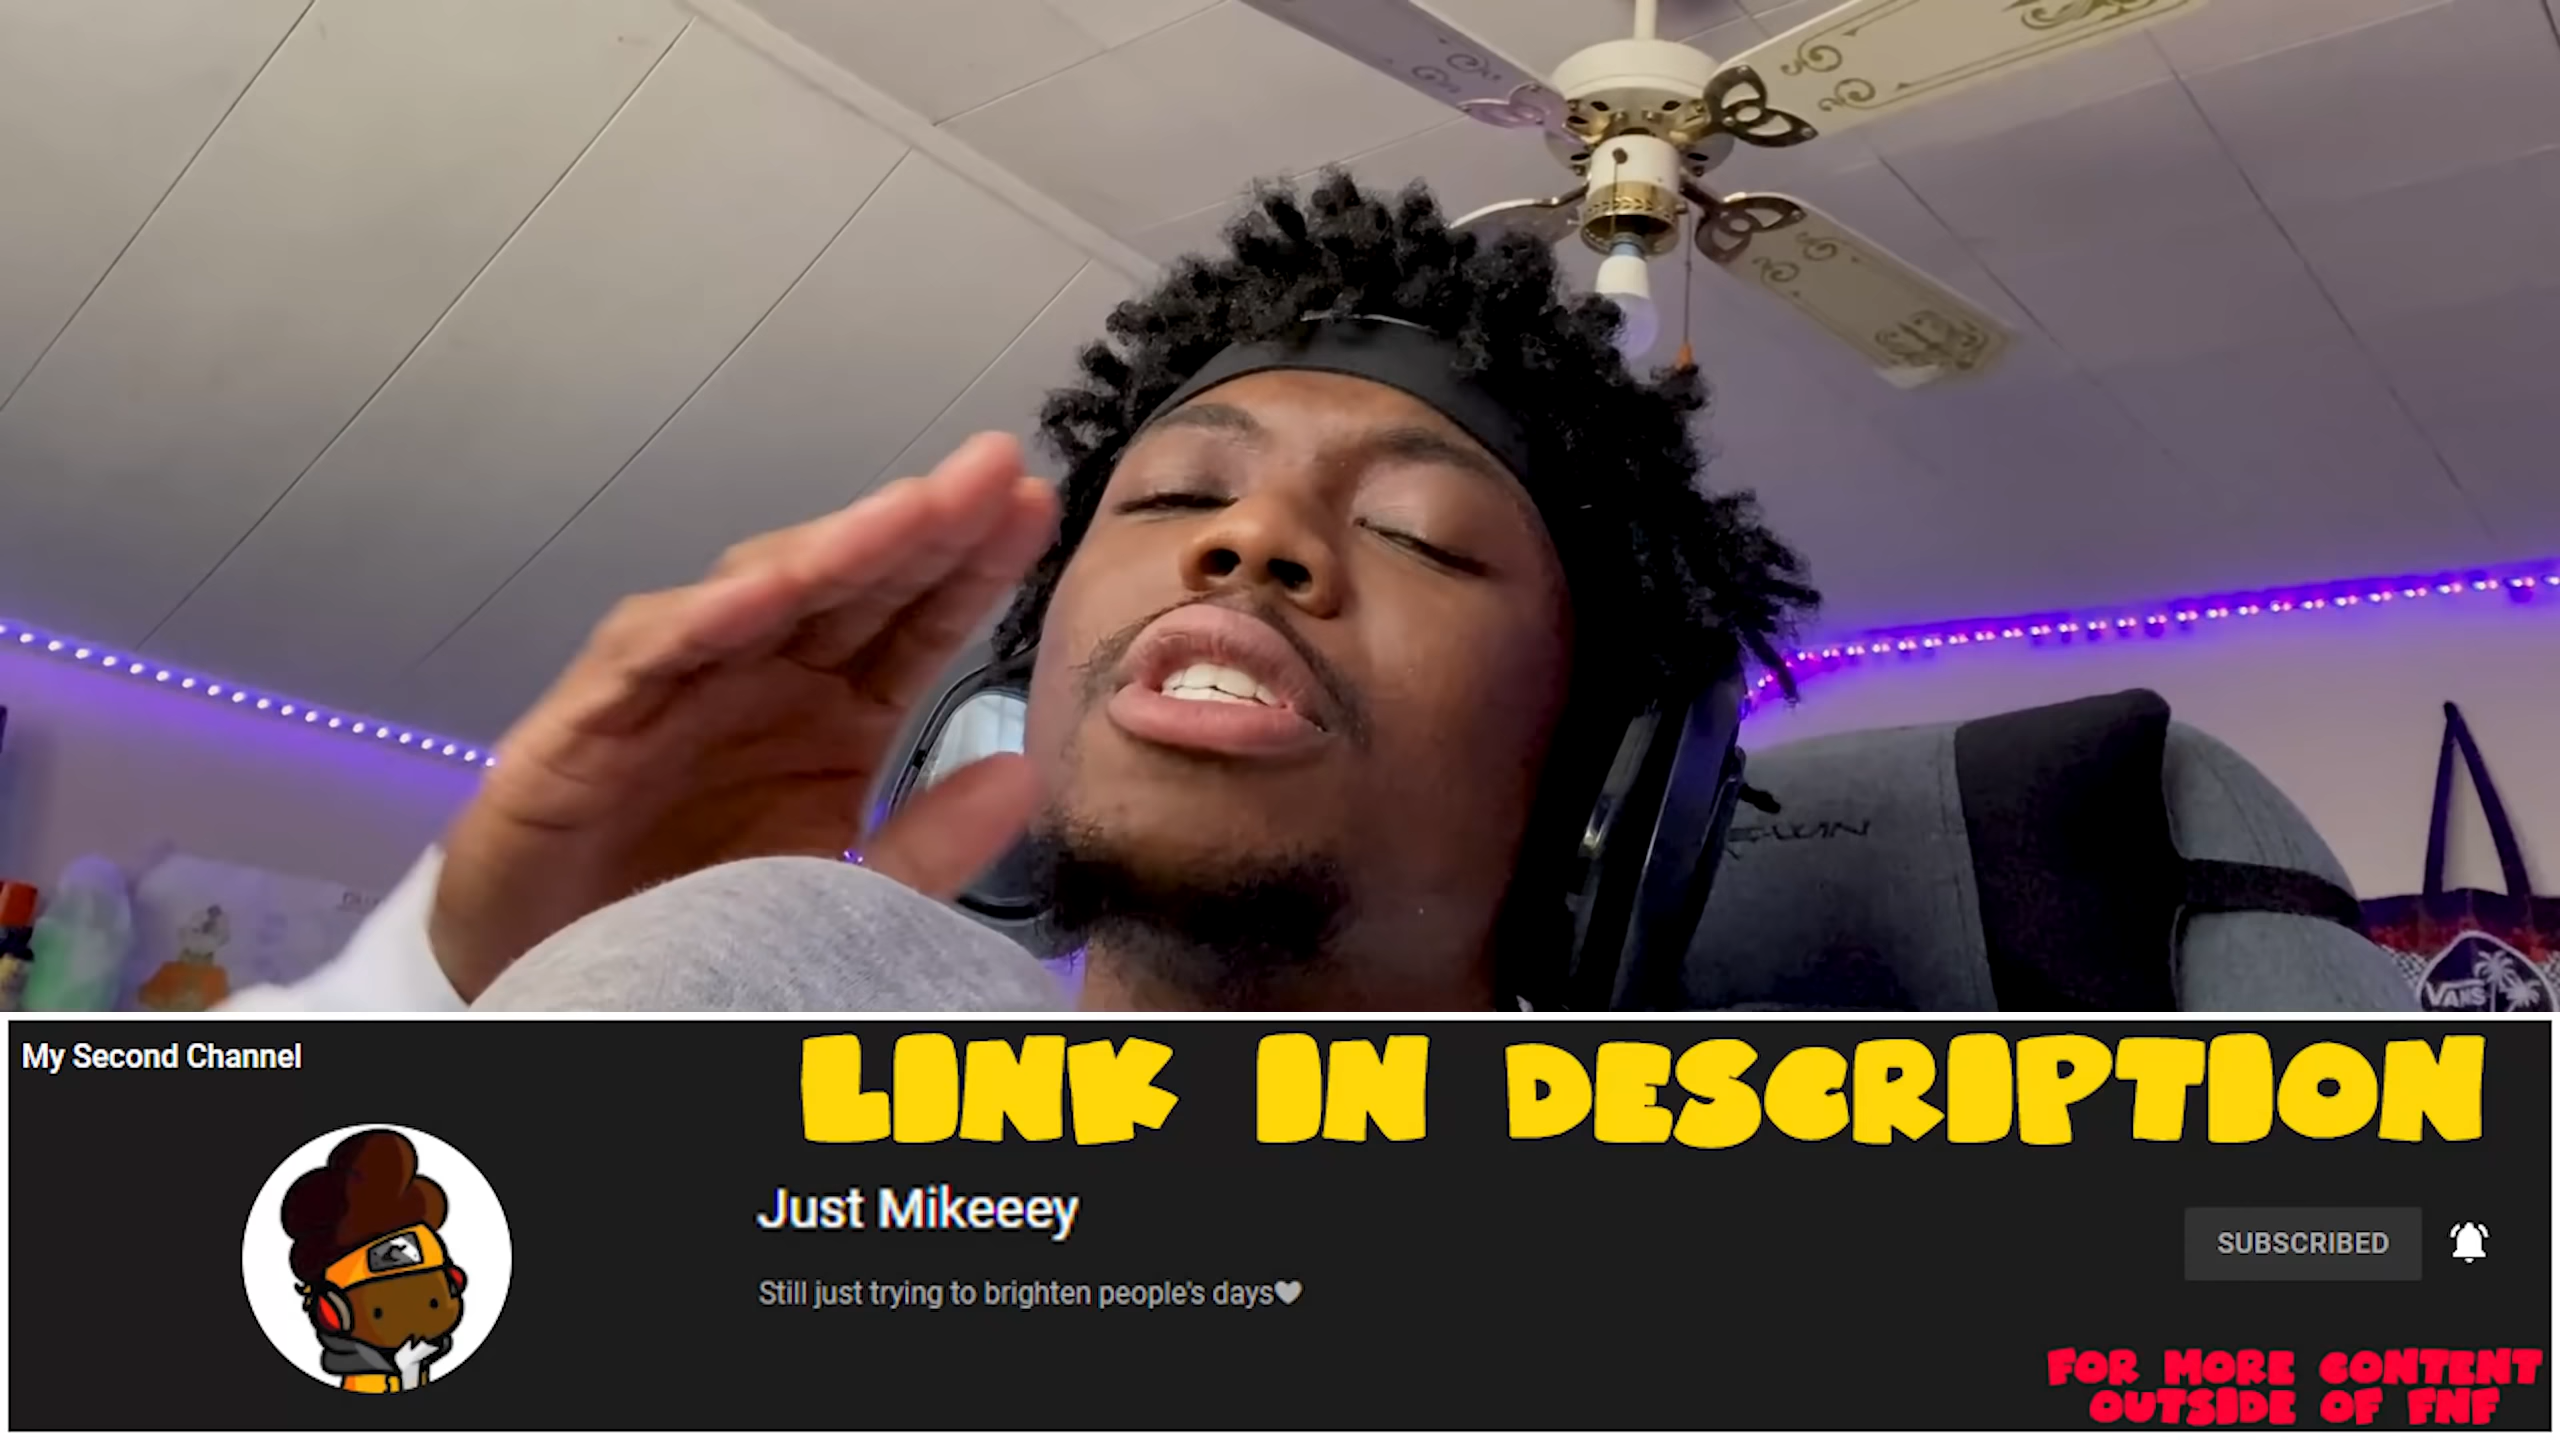 VANS
My Second Channel
LINK IN DESCRIPTION
Just Mikeeey
Still just trying to brighten people's days🤍
SUBSCRIBED
FOR MORE CONTENT
OUTSIDE OF FNF